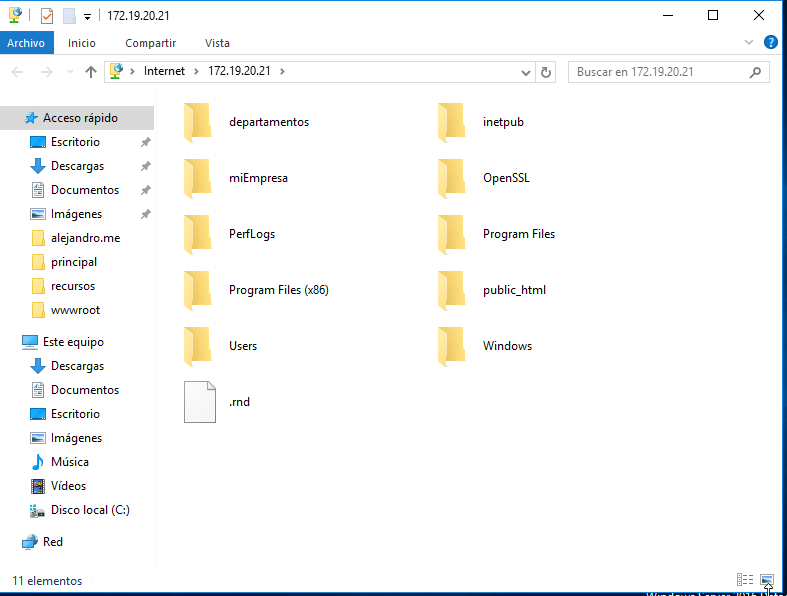 172.19.20.21
Archivo Inicio Compartir Vista
Internet 172.19.20.21 Buscar en 172.19.20.21
Acceso rápido
Escritorio
Descargas
Documentos
Imágenes
alejandro.me
principal
recursos
wwwroot
Este equipo
Descargas
Documentos
Escritorio
Imágenes
Música
Vídeos
Disco local (C:)
Red
departamentos inetpub
miEmpresa OpenSSL
PerfLogs Program Files
Program Files (x86) public_html
Users Windows
.rnd
11 elementos